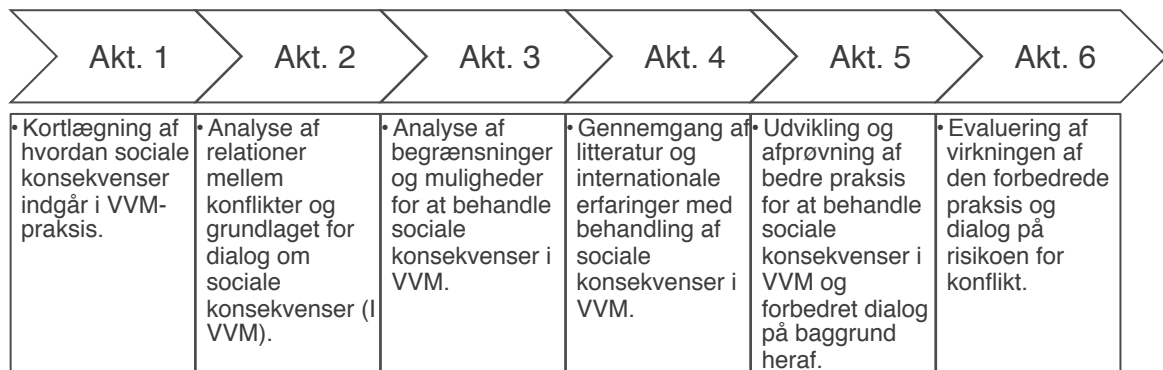 Akt. 1
Akt. 2
Akt. 3
Akt. 4
Akt. 5
Akt. 6
• Kortlægning af
hvordan sociale
konsekvenser
indgår i VVM-
praksis.
• Analyse af
relationer
mellem
konflikter og
grundlaget for
dialog om
sociale
konsekvenser (I
VVM).
• Analyse af
begrænsninger
og muligheder
for at behandle
sociale
konsekvenser i
VVM.
• Gennemgang af
litteratur og
internationale
erfaringer med
behandling af
sociale
konsekvenser i
VVM.
• Udvikling og
afprøvning af
bedre praksis
for at behandle
sociale
konsekvenser i
VVM og
forbedret dialog
på baggrund
heraf.
• Evaluering af
virkningen af
den forbedrede
praksis og
dialog på
risikoen for
konflikt.